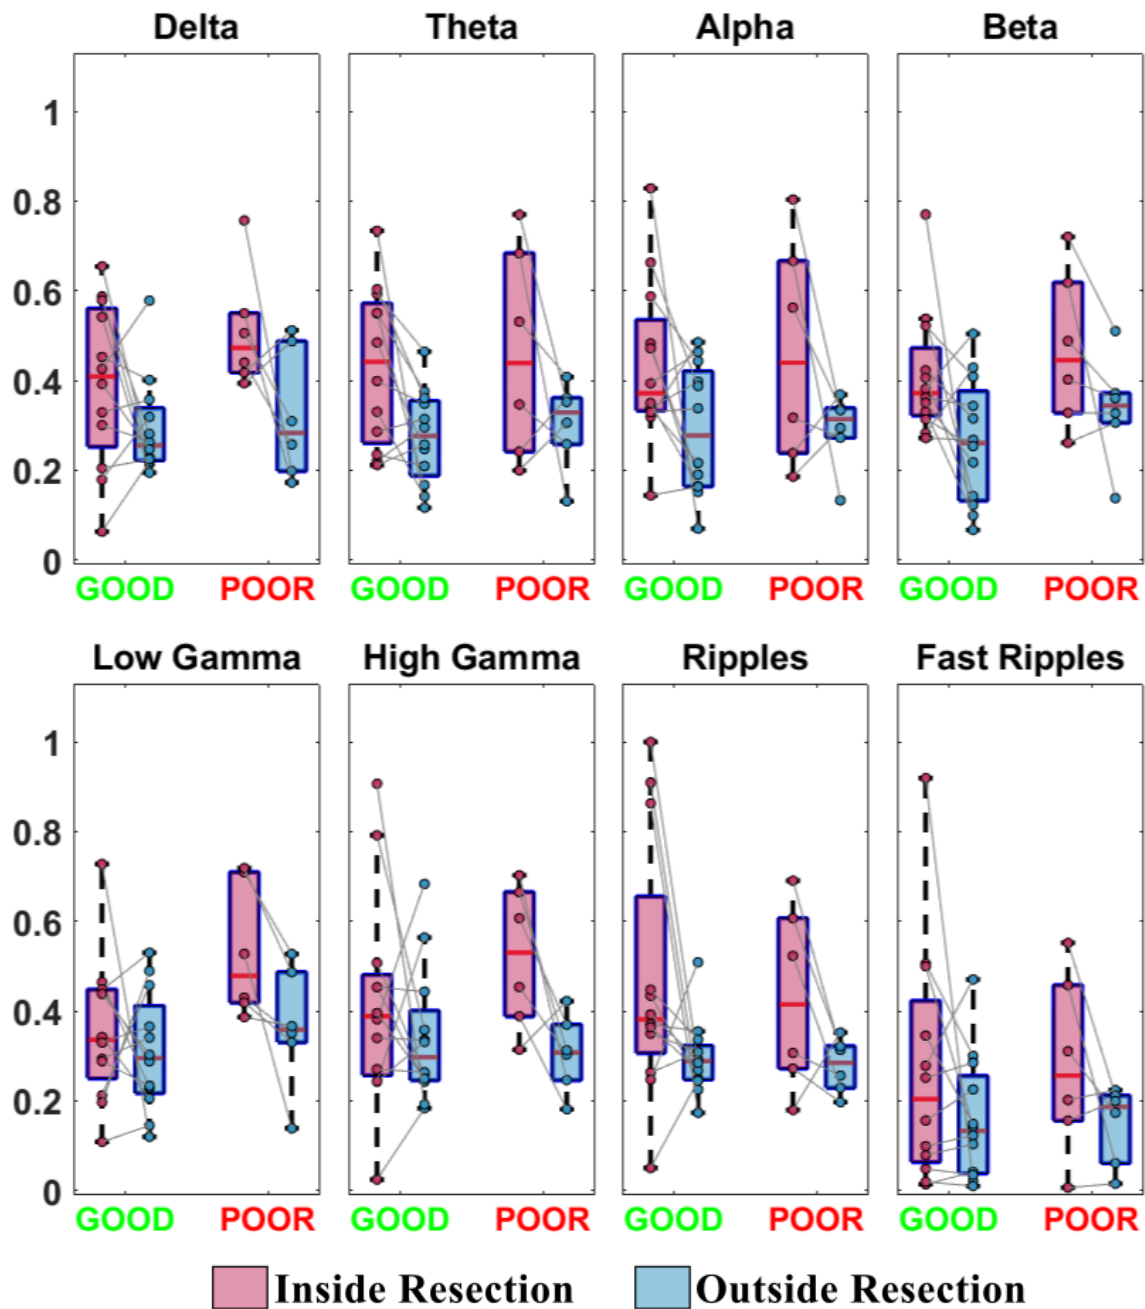 Delta Theta Alpha Beta
1
0.8
0.6
0.4
0.2
0
GOOD POOR GOOD POOR GOOD POOR GOOD POOR
Low Gamma High Gamma Ripples Fast Ripples
1
0.8
0.6
0.4
0.2
0
GOOD POOR GOOD POOR GOOD POOR GOOD POOR
Inside Resection Outside Resection